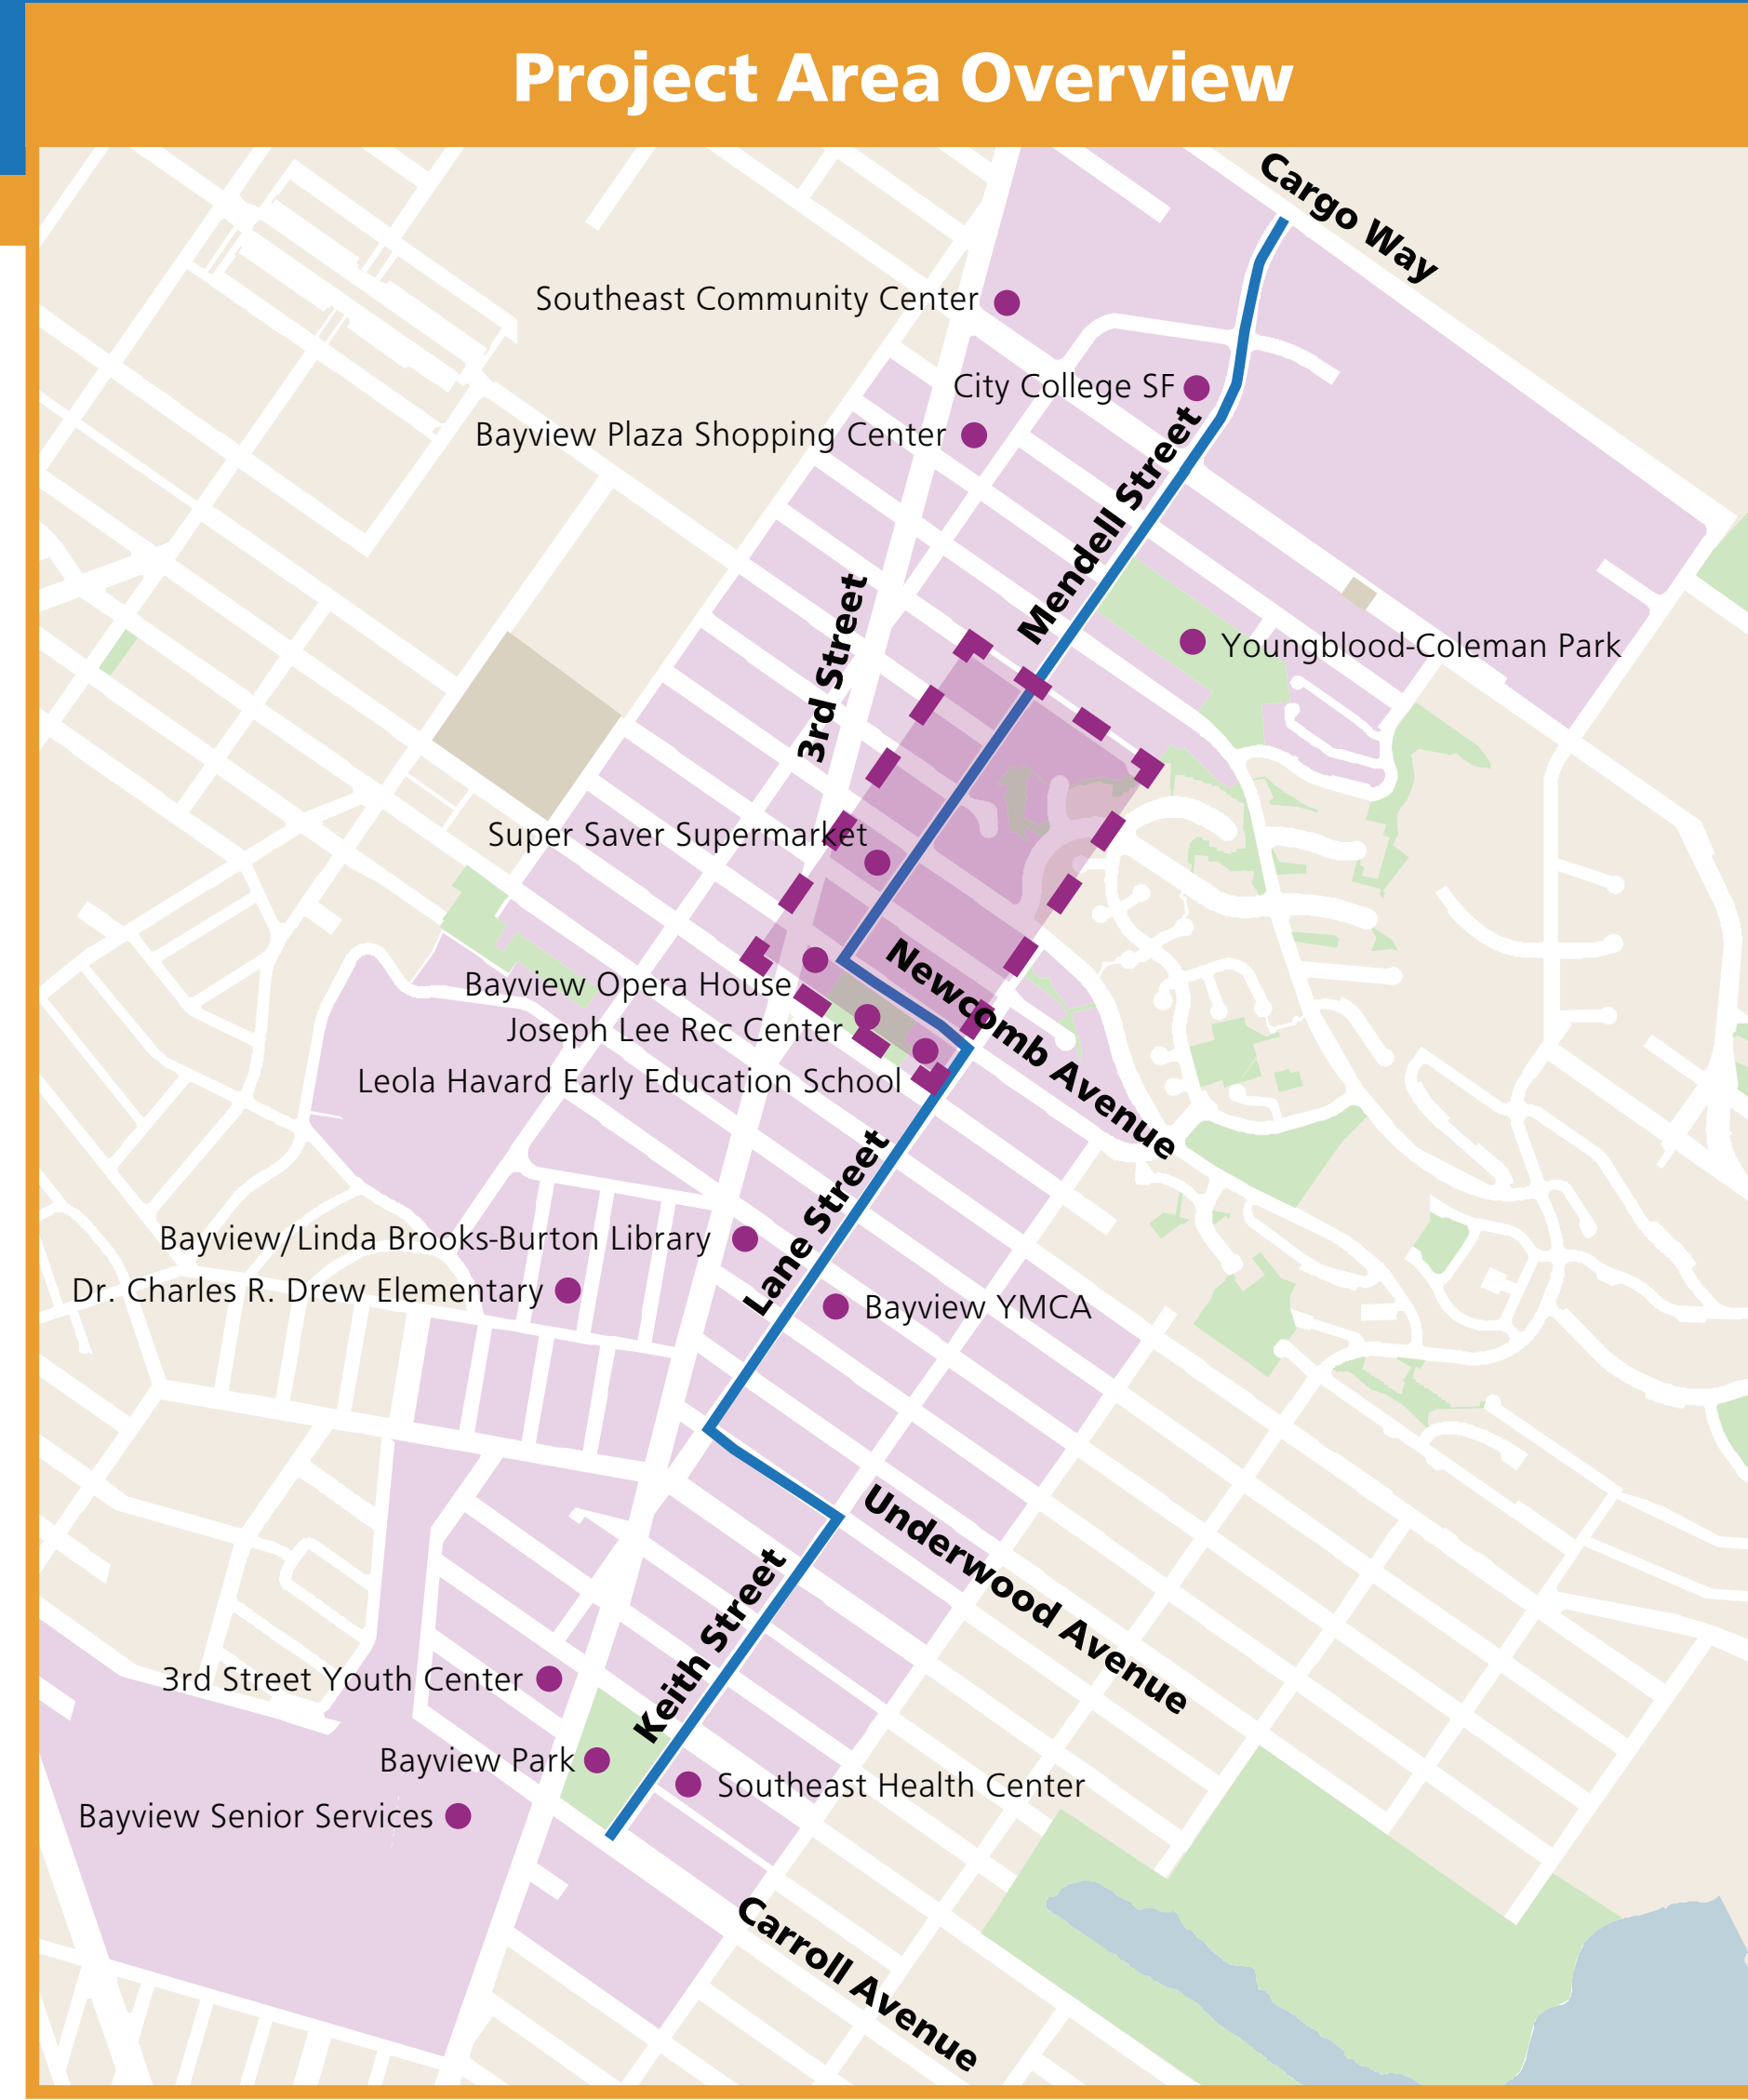 Project Area Overview
Cargo Way
Southeast Community Center
City College SF
Bayview Plaza Shopping Center
Mendell Street
3rd Street
Youngblood-Coleman Park
Super Saver Supermarket
Newcomb Avenue
Bayview Opera House
Joseph Lee Rec Center
Leola Havard Early Education School
Lane Street
Bayview/Linda Brooks-Burton Library
Dr. Charles R. Drew Elementary
Bayview YMCA
Underwood Avenue
Keith Street
3rd Street Youth Center
Bayview Park
Southeast Health Center
Bayview Senior Services
Carroll Avenue